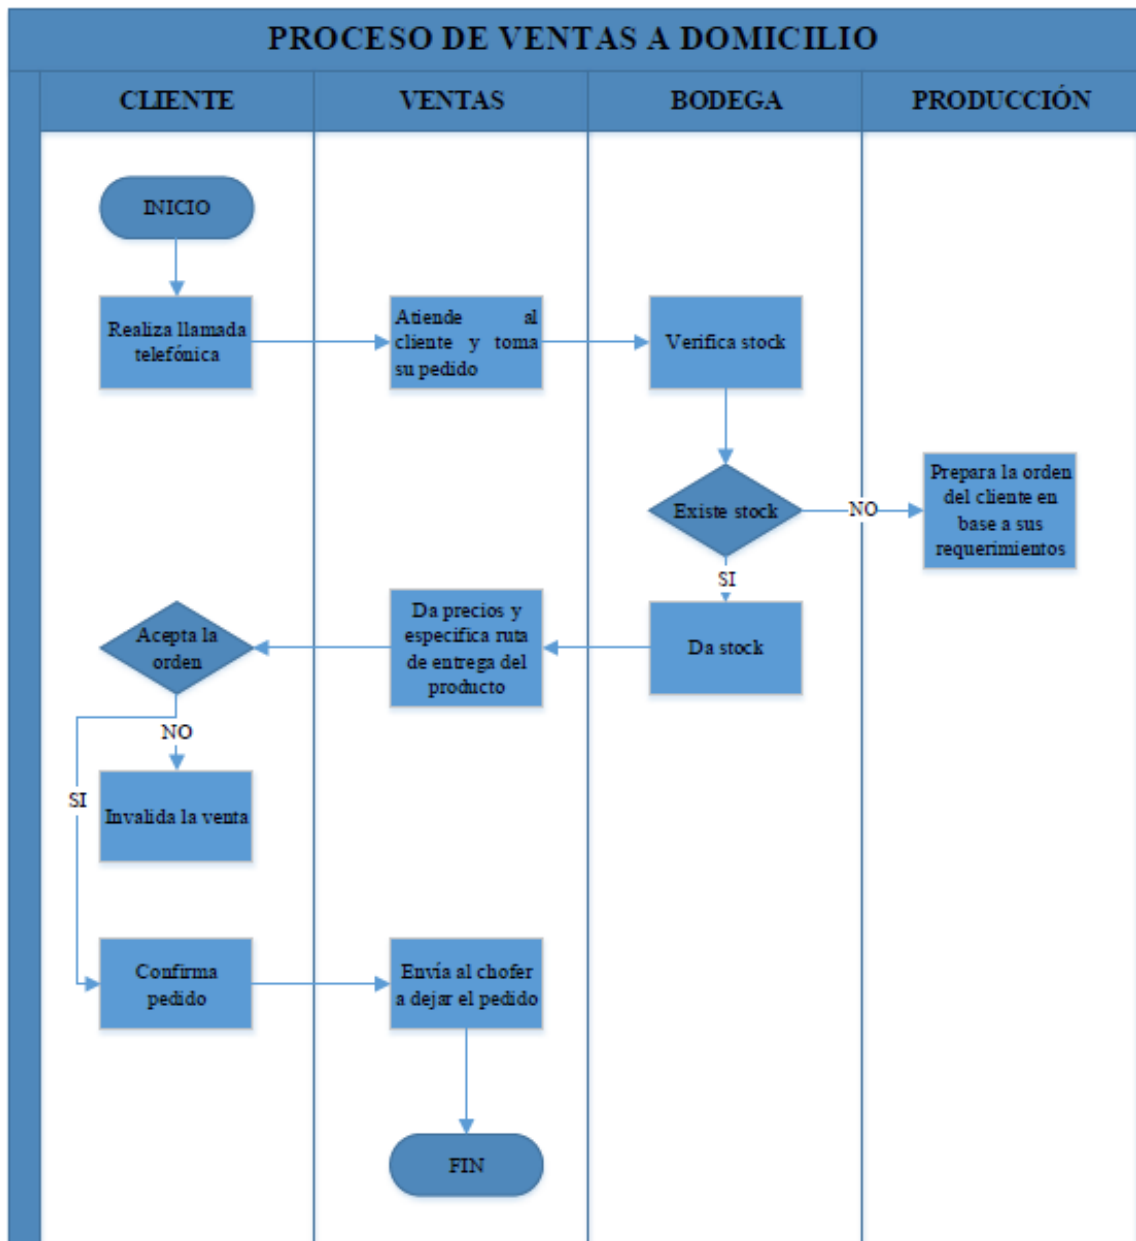 PROCESO DE VENTAS A DOMICILIO
CLIENTE
VENTAS
BODEGA
PRODUCCIÓN
INICIO
Realiza llamada
telefónica
Atiende al
cliente y toma
su pedido
Verifica stock
Existe stock
NO
Prepara la orden
del cliente en
base a sus
requerimientos
SI
Da stock
Da precios y
especifica ruta
de entrega del
producto
Acepta la
orden
NO
SI
Invalida la venta
Confirma
pedido
Envía al chofer
a dejar el pedido
FIN